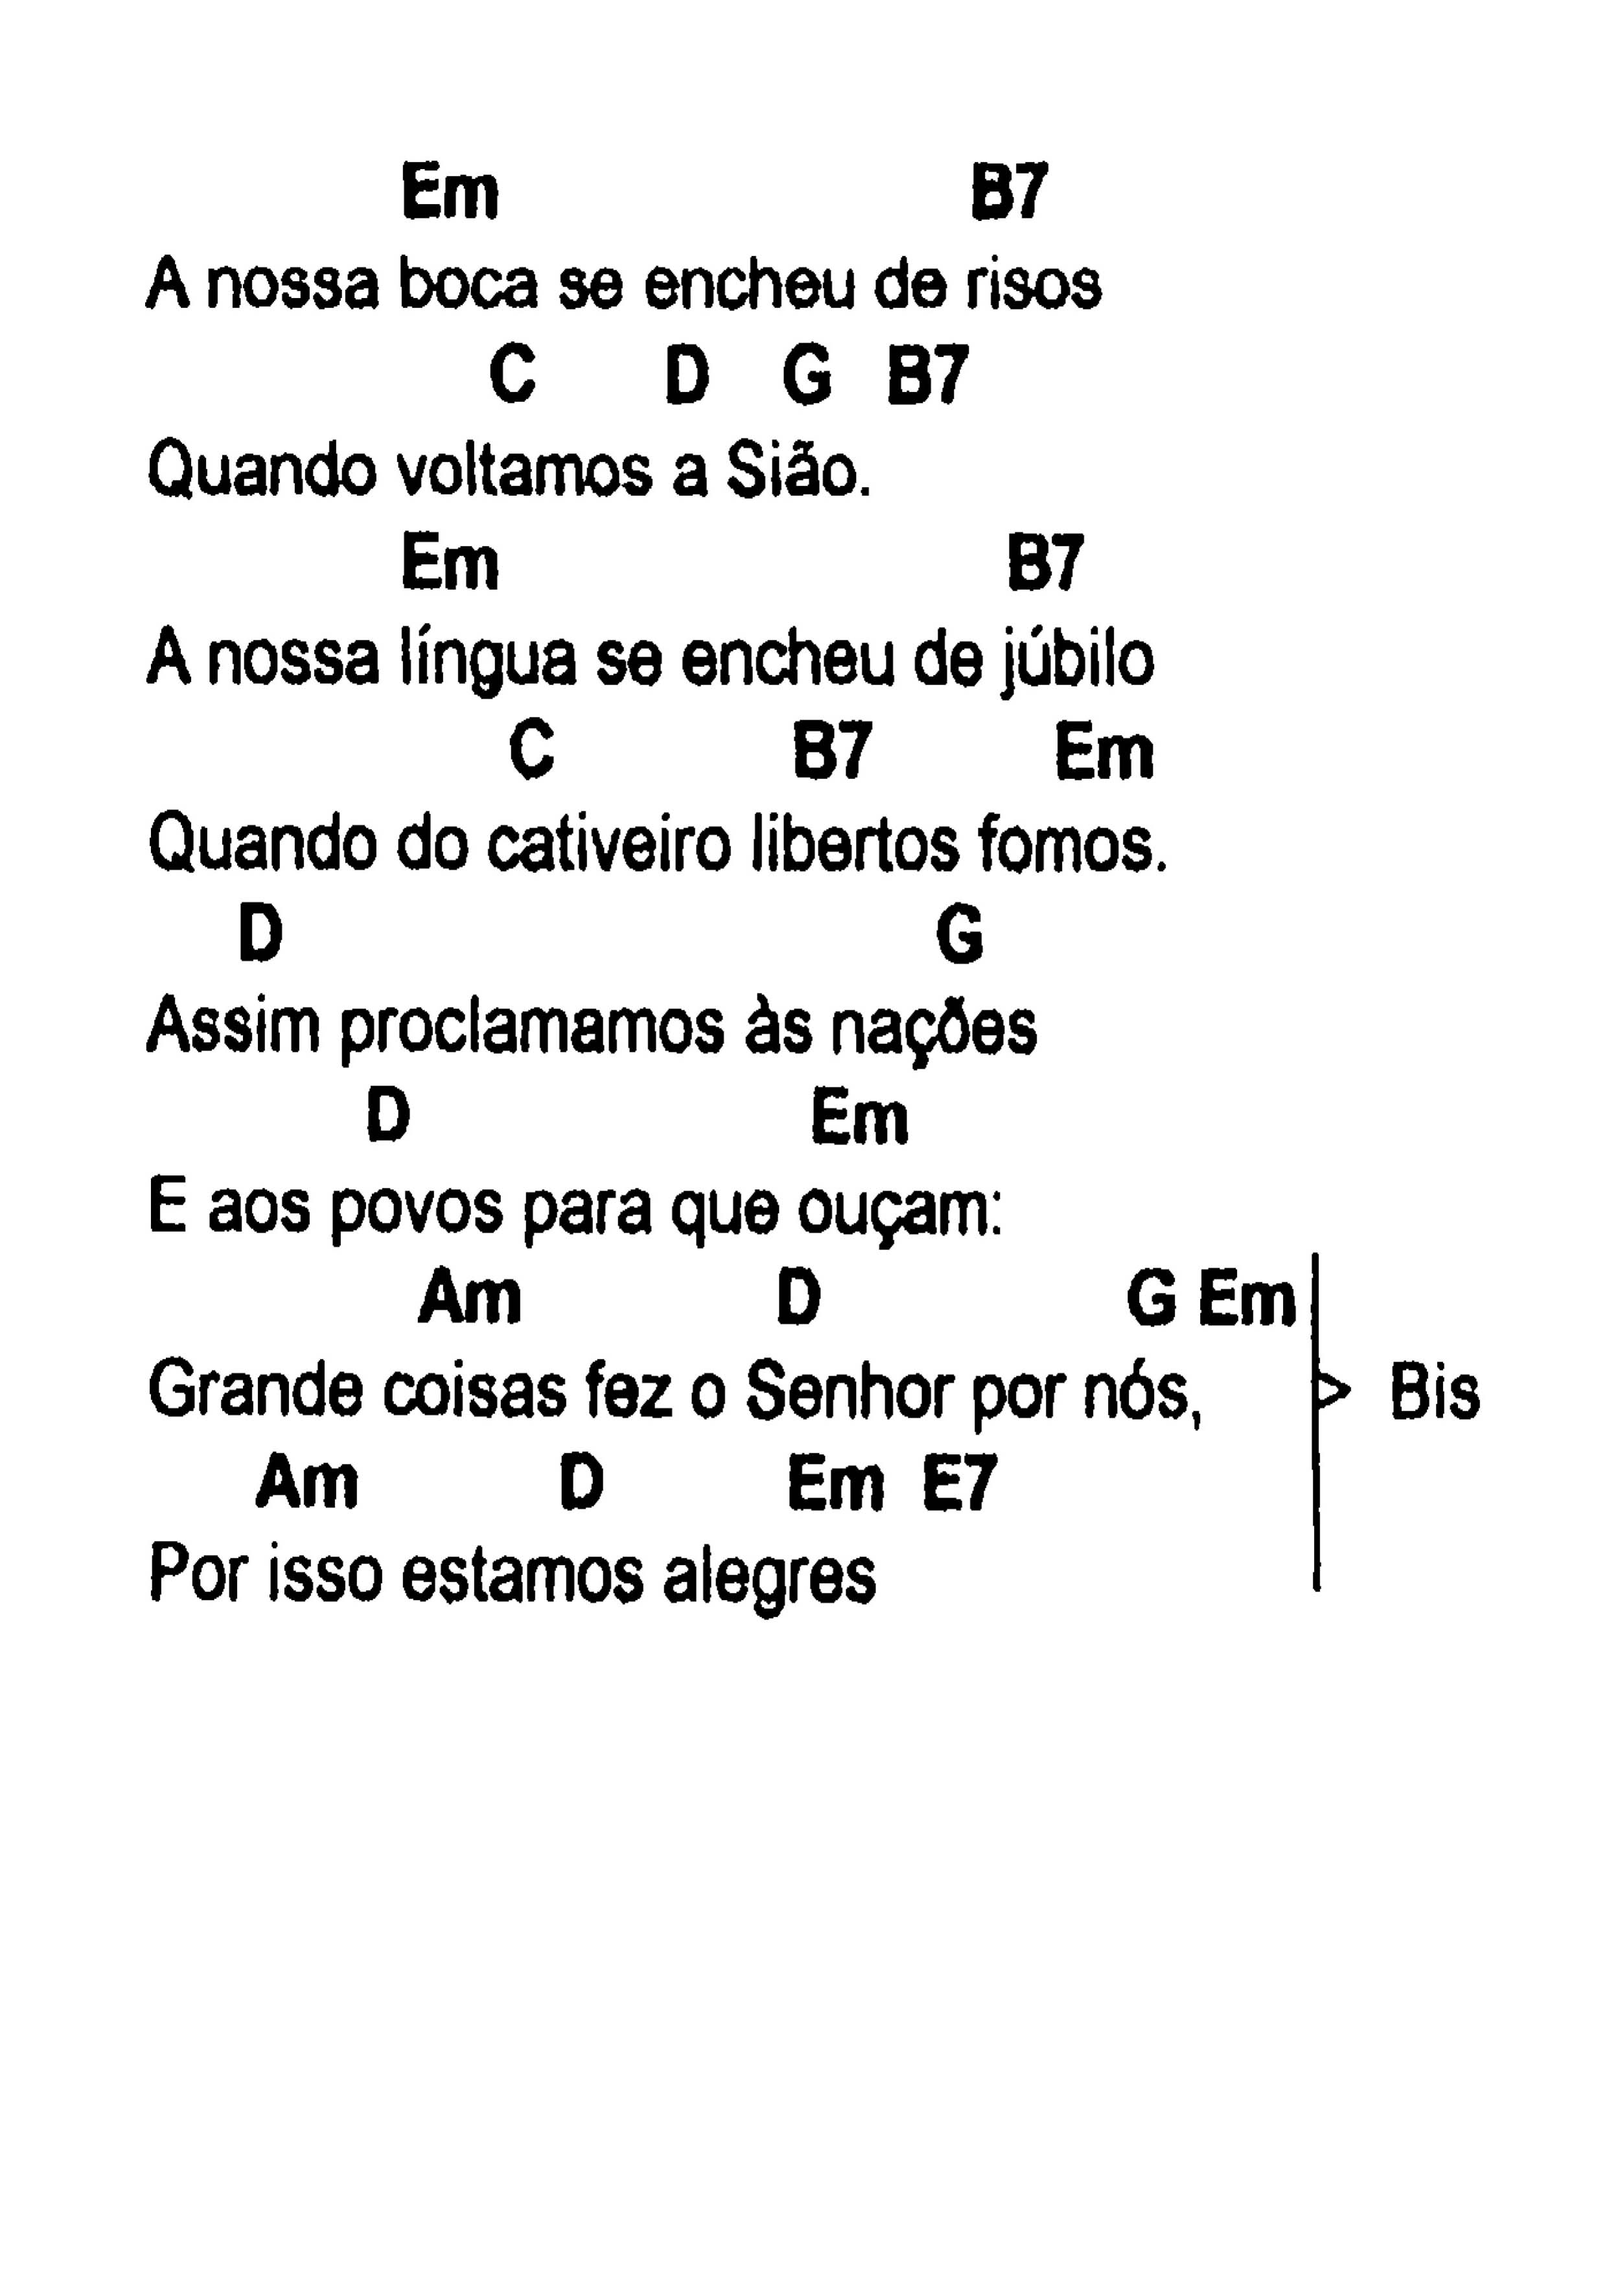 Em B7
A nossa boca se encheu de risos
C D G B7
Quando voltamos a Sião.
Em B7
A nossa língua se encheu de júbilo
C B7 Em
Quando do cativeiro libertos fomos.
D G
Assim proclamamos às nações
D Em
E aos povos para que ouçam:
Am D G Em
Grande coisas fez o Senhor por nós, Bis
Am D Em E7
Por isso estamos alegres